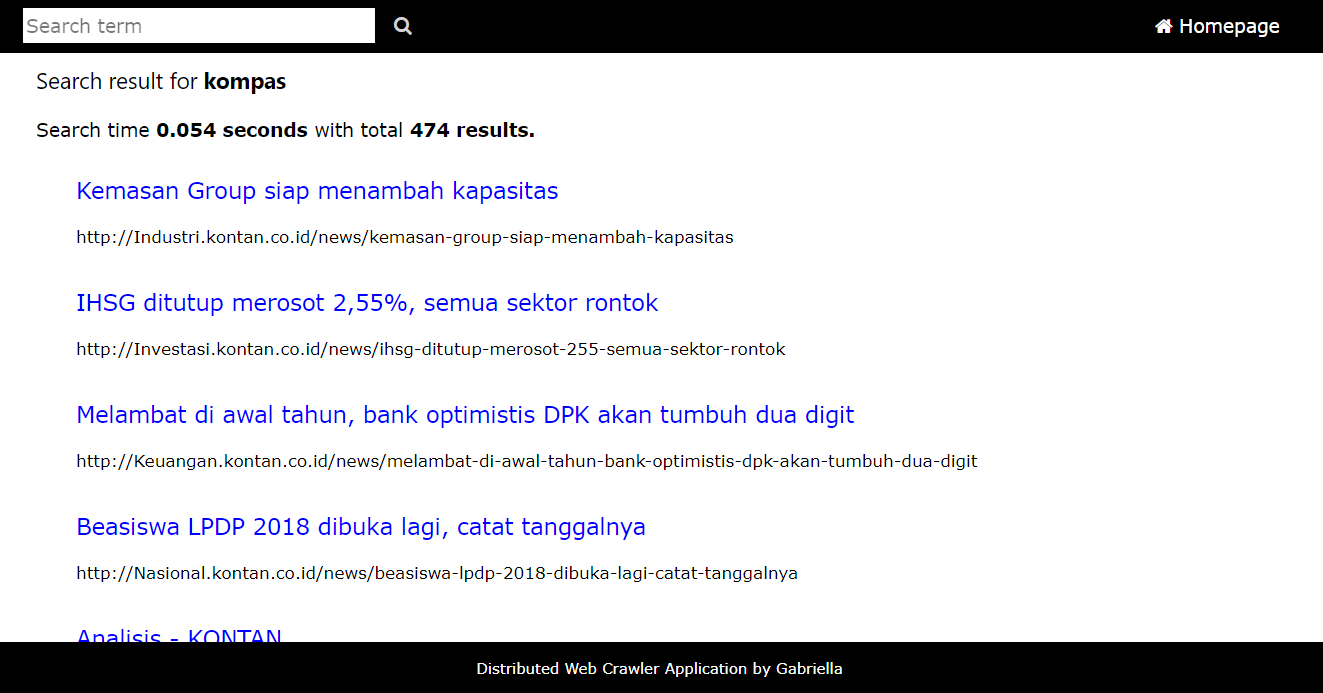 Search term
Homepage
Search result for kompas
Search time 0.054 seconds with total 474 results.
Kemasan Group siap menambah kapasitas
http://Industri.kontan.co.id/news/kemasan-group-siap-menambah-kapasitas
IHSG ditutup merosot 2,55%, semua sektor rontok
http://Investasi.kontan.co.id/news/ihsg-ditutup-merosot-255-semua-sektor-rontok
Melambat di awal tahun, bank optimistis DPK akan tumbuh dua digit
http://Keuangan.kontan.co.id/news/melambat-di-awal-tahun-bank-optimistis-dpk-akan-tumbuh-dua-digit
Beasiswa LPDP 2018 dibuka lagi, catat tanggalnya
http://Nasional.kontan.co.id/news/beasiswa-lpdp-2018-dibuka-lagi-catat-tanggalnya
Analisis - KONTAN
Distributed Web Crawler Application by Gabriella